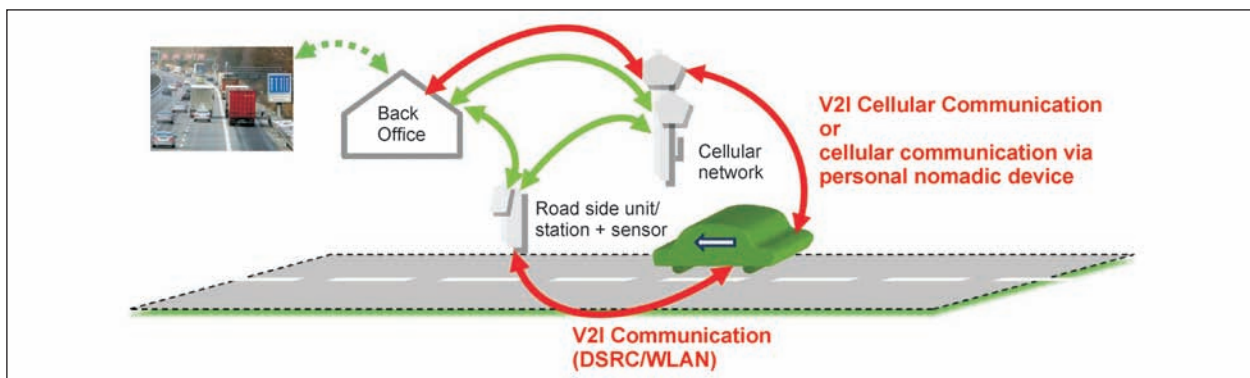 Back
Office
Cellular
network
V2I Cellular Communication
or
cellular communication via
personal nomadic device
Road side unit/
station + sensor
V2I Communication
(DSRC/WLAN)